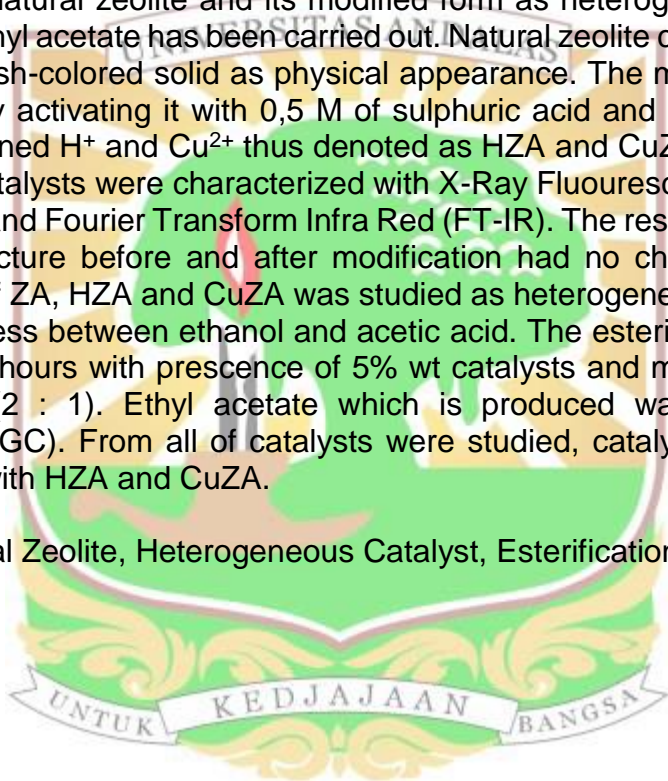 natural zeolite and its modified form as heterog
UNIVERSITAS ANDALAS
hyl acetate has been carried out. Natural zeolite
sh-colored solid as physical appearance. The m
y activating it with 0,5 M of sulphuric acid and
ned H⁺ and Cu²⁺ thus denoted as HZA and CuZ
atalysts were characterized with X-Ray Fluouresc
and Fourier Transform Infra Red (FT-IR). The res
cture before and after modification had no ch
f ZA, HZA and CuZA was studied as heterogene
ess between ethanol and acetic acid. The esteri
hours with prescence of 5% wt catalysts and m
2 : 1). Ethyl acetate which is produced wa
GC). From all of catalysts were studied, cataly
with HZA and CuZA.
al Zeolite, Heterogeneous Catalyst, Esterification
UNTUK KEDJAJAAN BANGSA